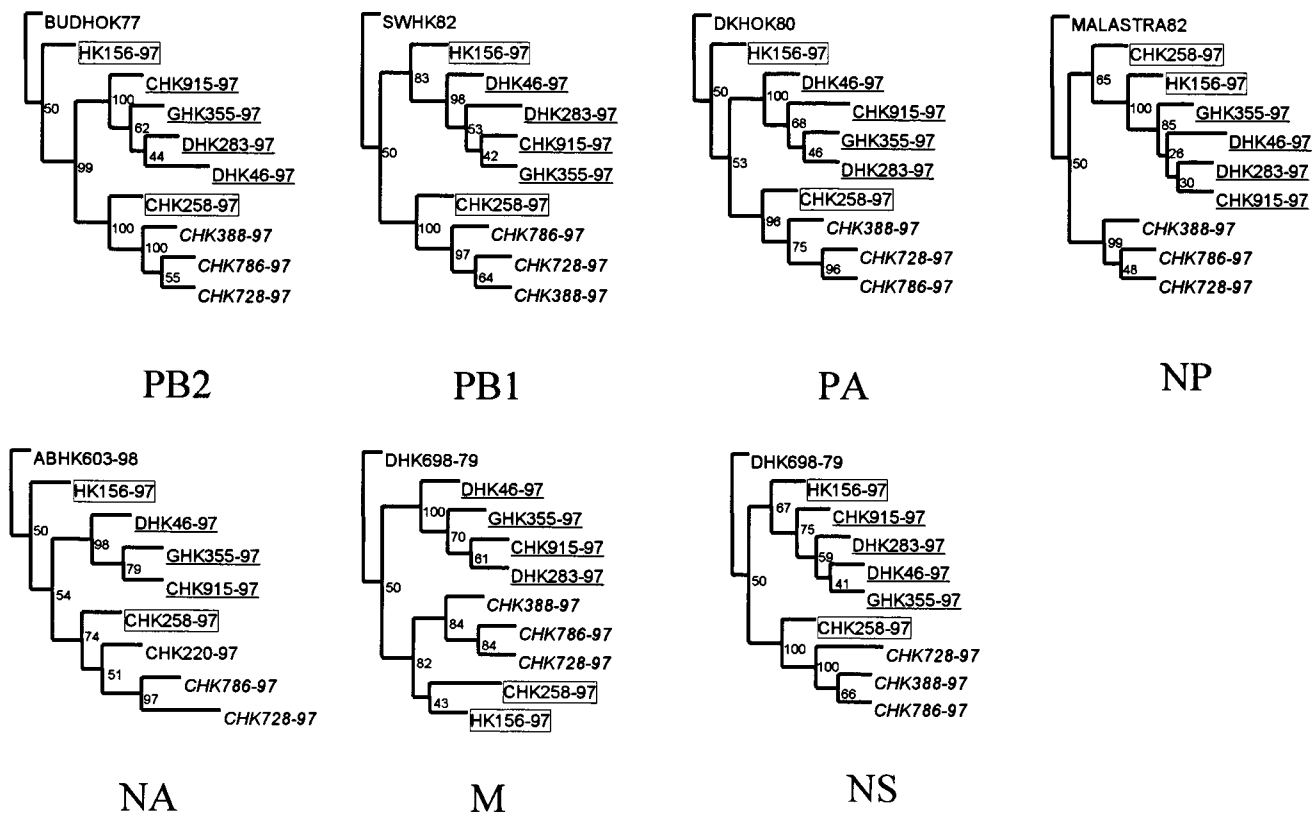 BUDHOK77
HK156-97
CHK915-97
50
100
GHK355-97
62
DHK283-97
44
99
DHK46-97
CHK258-97
100
CHK388-97
100
CHK786-97
55
CHK728-97
PB2
SWHK82
HK156-97
83
DHK46-97
98
DHK283-97
53
CHK915-97
50
42
GHK355-97
CHK258-97
100
CHK786-97
97
CHK728-97
64
CHK388-97
PB1
DKHOK80
HK156-97
50
DHK46-97
100
CHK915-97
68
GHK355-97
46
53
DHK283-97
CHK258-97
96
CHK388-97
75
CHK728-97
96
CHK786-97
PA
MALASTRA82
CHK258-97
65
HK156-97
100
GHK355-97
85
DHK46-97
26
50
DHK283-97
30
CHK915-97
CHK388-97
99
CHK786-97
48
CHK728-97
NP
ABHK603-98
HK156-97
50
DHK46-97
98
GHK355-97
79
CHK915-97
54
CHK258-97
74
CHK220-97
51
CHK786-97
97
CHK728-97
NA
DHK698-79
DHK46-97
100
GHK355-97
70
CHK915-97
61
DHK283-97
50
CHK388-97
84
CHK786-97
84
CHK728-97
82
CHK258-97
43
HK156-97
M
DHK698-79
HK156-97
67
CHK915-97
75
DHK283-97
59
DHK46-97
50
41
GHK355-97
CHK258-97
100
CHK728-97
100
CHK388-97
66
CHK786-97
NS